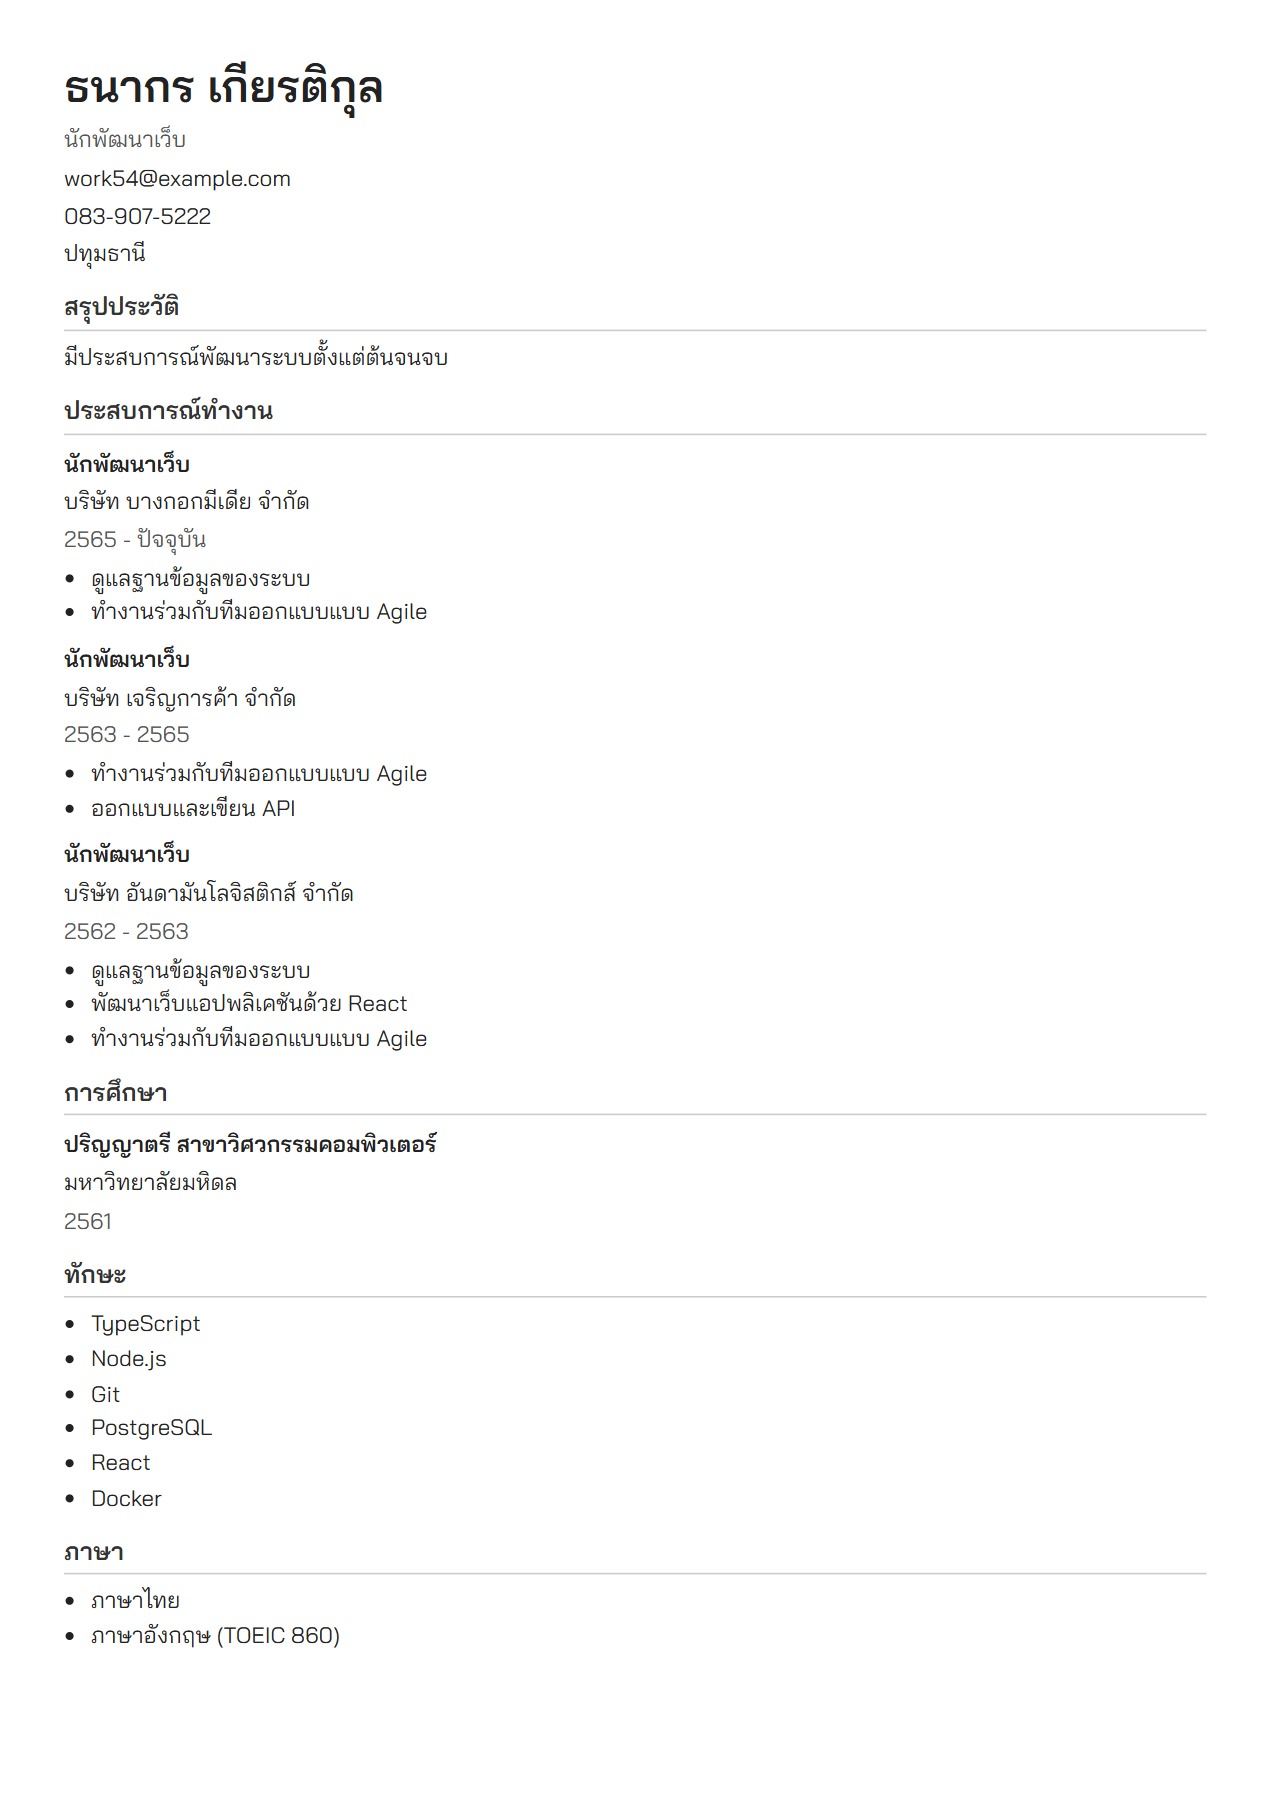 ธนากร เกียรติกุล
นักพัฒนาเว็บ
work54@example.com
083-907-5222
ปทุมธานี
สรุปประวัติ
มีประสบการณ์พัฒนาระบบตั้งแต่ต้นจนจบ
ประสบการณ์ทำงาน
นักพัฒนาเว็บ
บริษัท บางกอกมีเดีย จำกัด
2565 - ปัจจุบัน
• ดูแลฐานข้อมูลของระบบ
• ทำงานร่วมกับทีมออกแบบแบบ Agile
นักพัฒนาเว็บ
บริษัท เจริญการค้า จำกัด
2563 - 2565
• ทำงานร่วมกับทีมออกแบบแบบ Agile
• ออกแบบและเขียน API
นักพัฒนาเว็บ
บริษัท อันดามันโลจิสติกส์ จำกัด
2562 - 2563
• ดูแลฐานข้อมูลของระบบ
• พัฒนาเว็บแอปพลิเคชันด้วย React
• ทำงานร่วมกับทีมออกแบบแบบ Agile
การศึกษา
ปริญญาตรี สาขาวิศวกรรมคอมพิวเตอร์
มหาวิทยาลัยมหิดล
2561
ทักษะ
• TypeScript
• Node.js
• Git
• PostgreSQL
• React
• Docker
ภาษา
• ภาษาไทย
• ภาษาอังกฤษ (TOEIC 860)